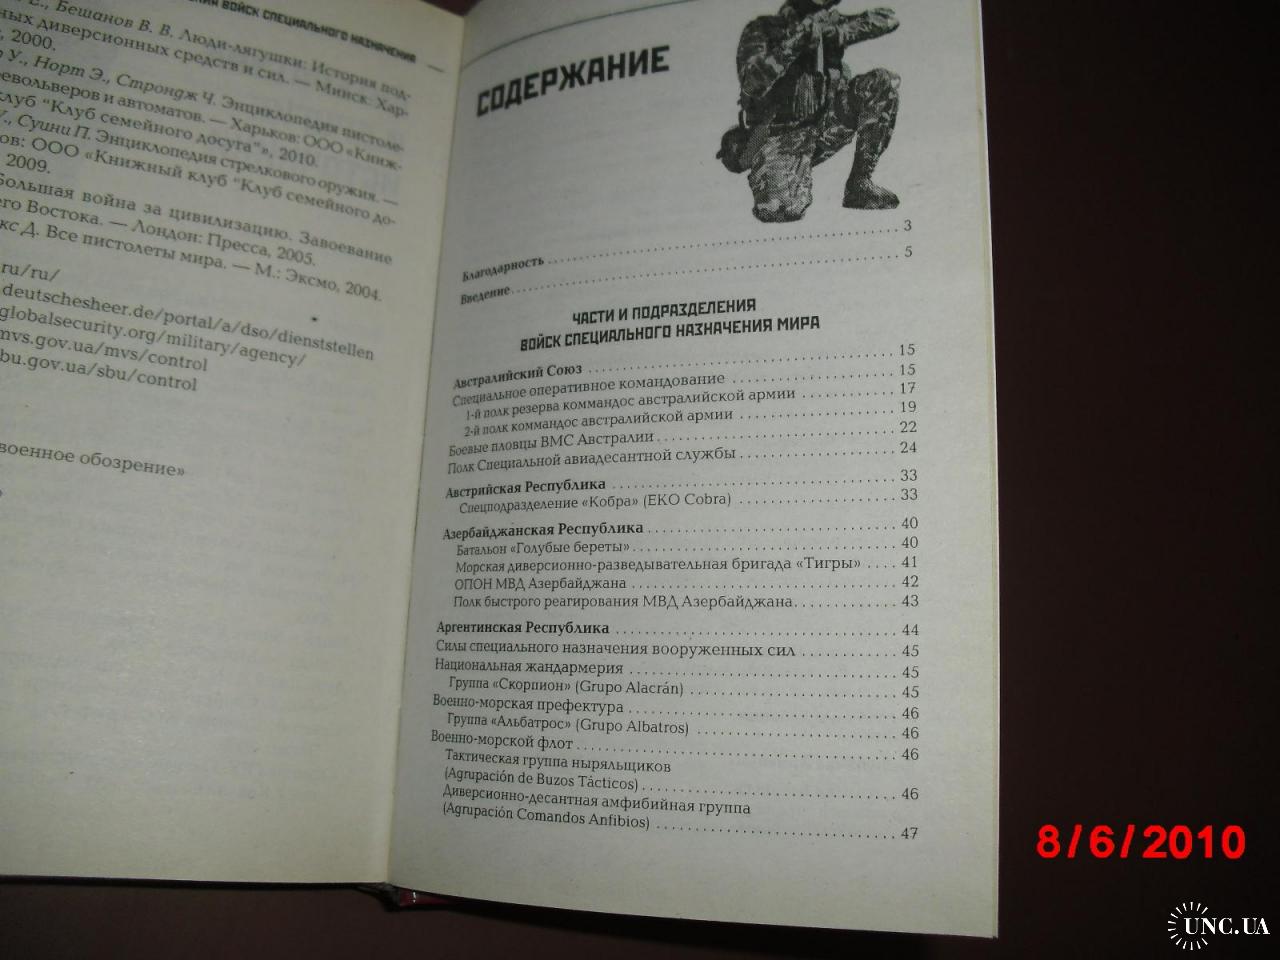 ВОЙСК СПЕЦИАЛЬНОГО НАЗНАЧЕНИЯ
Е., Бешанов В. В. Люди-лягушки: История под-
ных диверсионных средств и сил. — Минск: Хар-
, 2000.
У., Норт Э., Строндж Ч. Энциклопедия пистоле-
револьверов и автоматов. — Харьков: ООО «Книж-
клуб "Клуб семейного досуга"», 2010.
, Суини П. Энциклопедия стрелкового оружия. —
ов: ООО «Книжный клуб "Клуб семейного до-
2009.
Большая война за цивилизацию. Завоевание
его Востока. — Лондон: Пресса, 2005.
кс Д. Все пистолеты мира. — М.: Эксмо, 2004.
ru/ru/
deutschesheer.de/portal/a/dso/dienststellen
globalsecurity.org/military/agency/
mvs.gov.ua/mvs/control
bu.gov.ua/sbu/control
военное обозрение»
СОДЕРЖАНИЕ
Благодарность 3
Введение 5
ЧАСТИ И ПОДРАЗДЕЛЕНИЯ
ВОЙСК СПЕЦИАЛЬНОГО НАЗНАЧЕНИЯ МИРА
Австралийский Союз 15
Специальное оперативное командование 15
1-й полк резерва коммандос австралийской армии 17
2-й полк коммандос австралийской армии 19
Боевые пловцы ВМС Австралии 22
Полк Специальной авиадесантной службы 24
Австрийская Республика 33
Спецподразделение «Кобра» (EKO Cobra) 33
Азербайджанская Республика 40
Батальон «Голубые береты» 40
Морская диверсионно-разведывательная бригада «Тигры» 41
ОПОН МВД Азербайджана 42
Полк быстрого реагирования МВД Азербайджана 43
Аргентинская Республика 44
Силы специального назначения вооруженных сил 45
Национальная жандармерия 45
Группа «Скорпион» (Grupo Alacrán) 45
Военно-морская префектура 46
Группа «Альбатрос» (Grupo Albatros) 46
Военно-морской флот 46
Тактическая группа ныряльщиков
(Agrupación de Buzos Tácticos) 46
Диверсионно-десантная амфибийная группа
(Agrupación Comandos Anfibios) 47
8/6/2010
UNC.UA